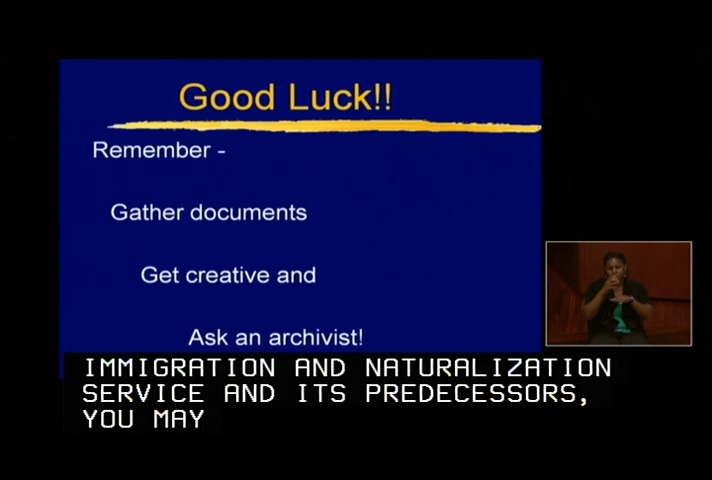 Good Luck!!
Remember -
Gather documents
Get creative and
Ask an archivist!
IMMIGRATION AND NATURALIZATION
SERVICE AND ITS PREDECESSORS,
YOU MAY